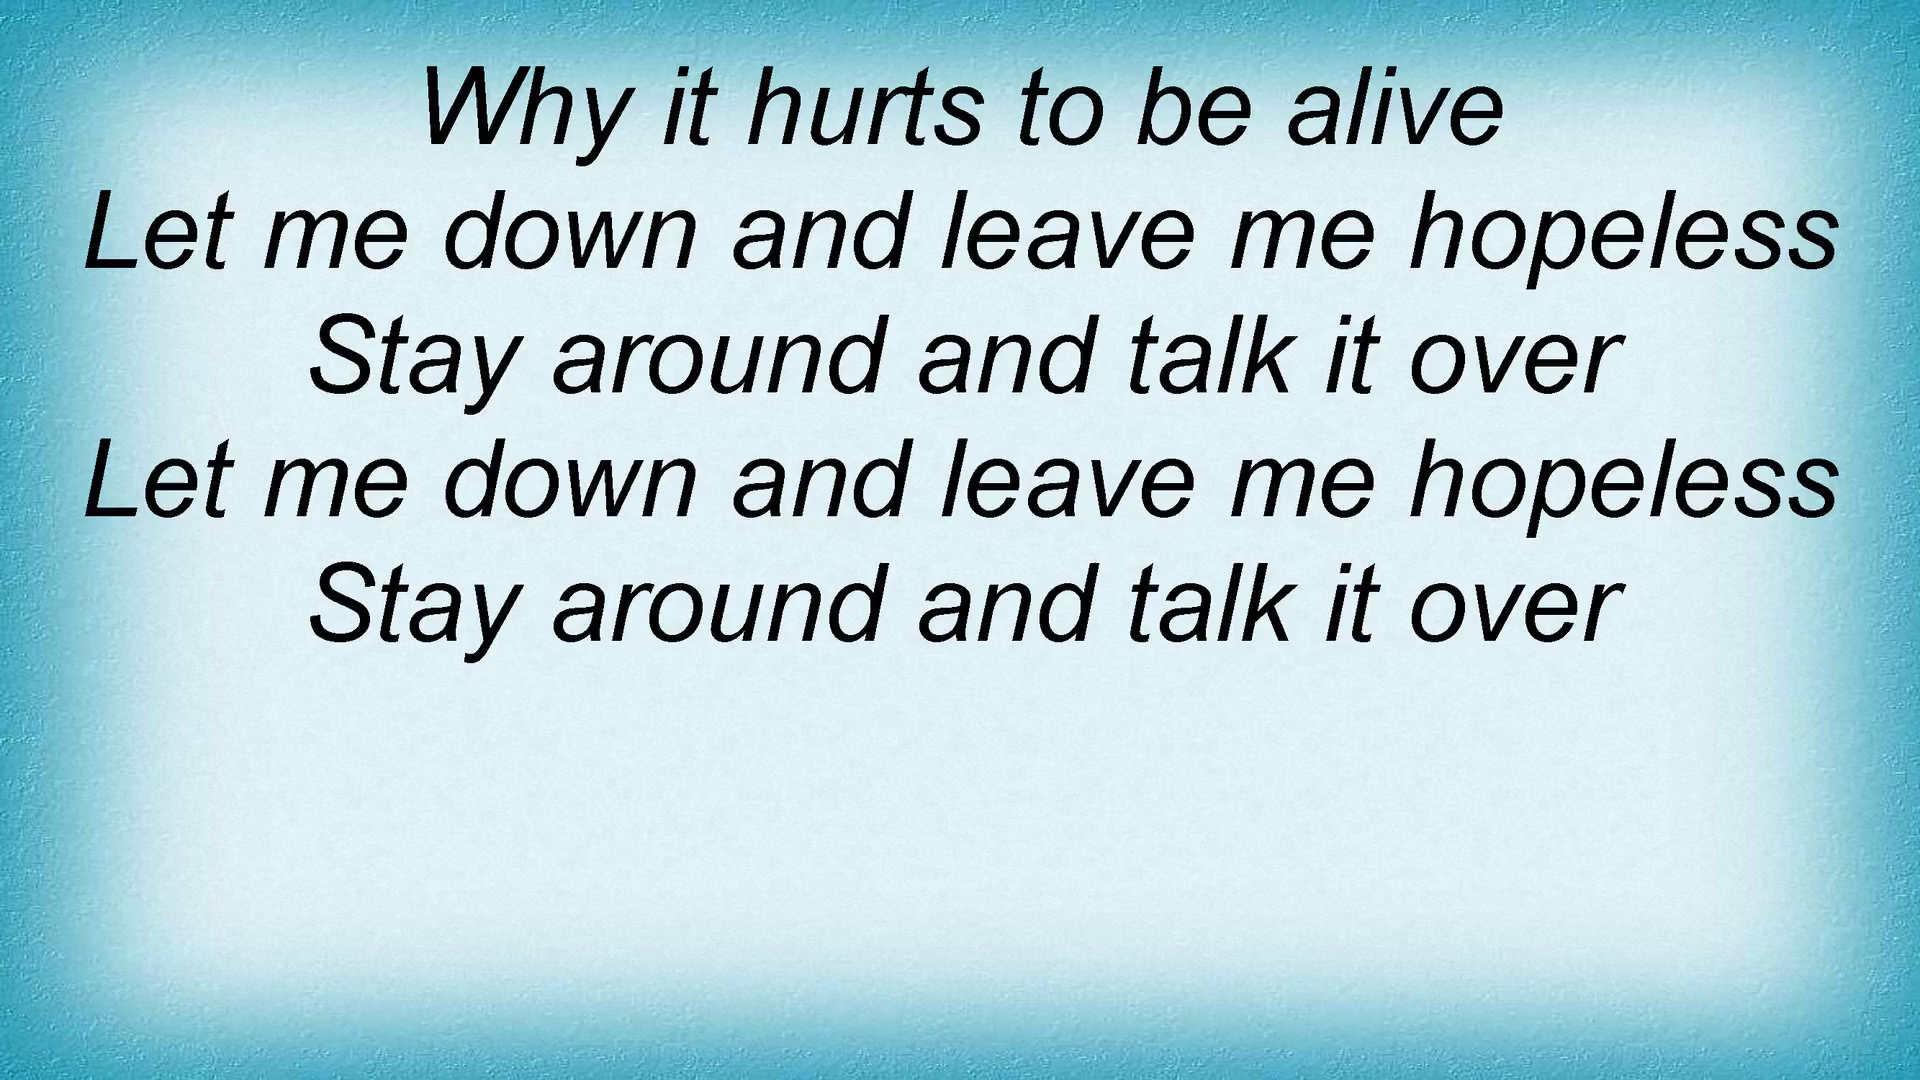 Why it hurts to be alive
Let me down and leave me hopeless
Stay around and talk it over
Let me down and leave me hopeless
Stay around and talk it over